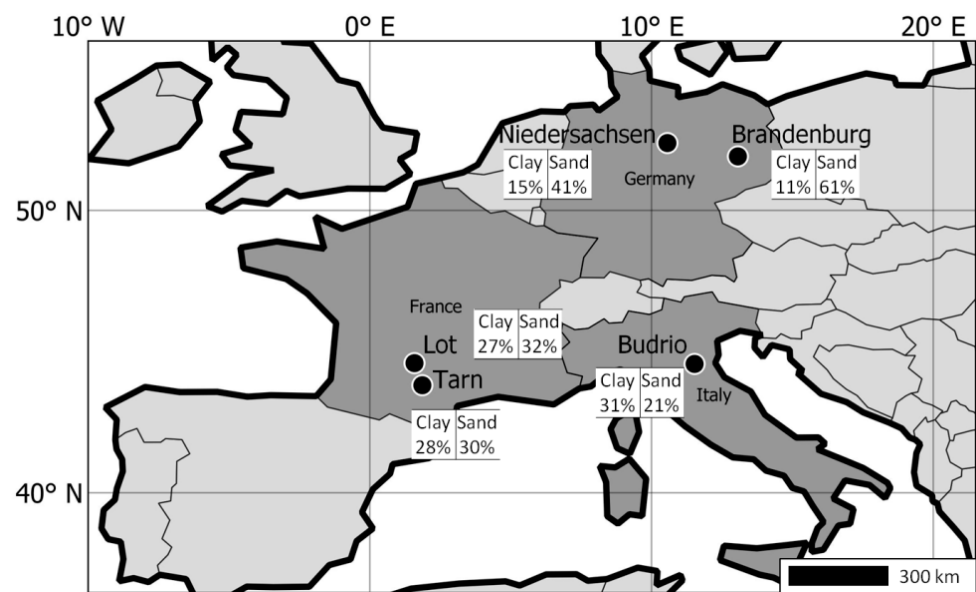 10° W 0° E 10° E 20° E
Niedersachsen Brandenburg
Clay Sand
15% 41%
Clay Sand
11% 61%
Germany
50° N
France
Clay Sand
27% 32%
Lot
Budrio
Tarn
Clay Sand
31% 21%
Italy
Clay Sand
28% 30%
40° N
300 km